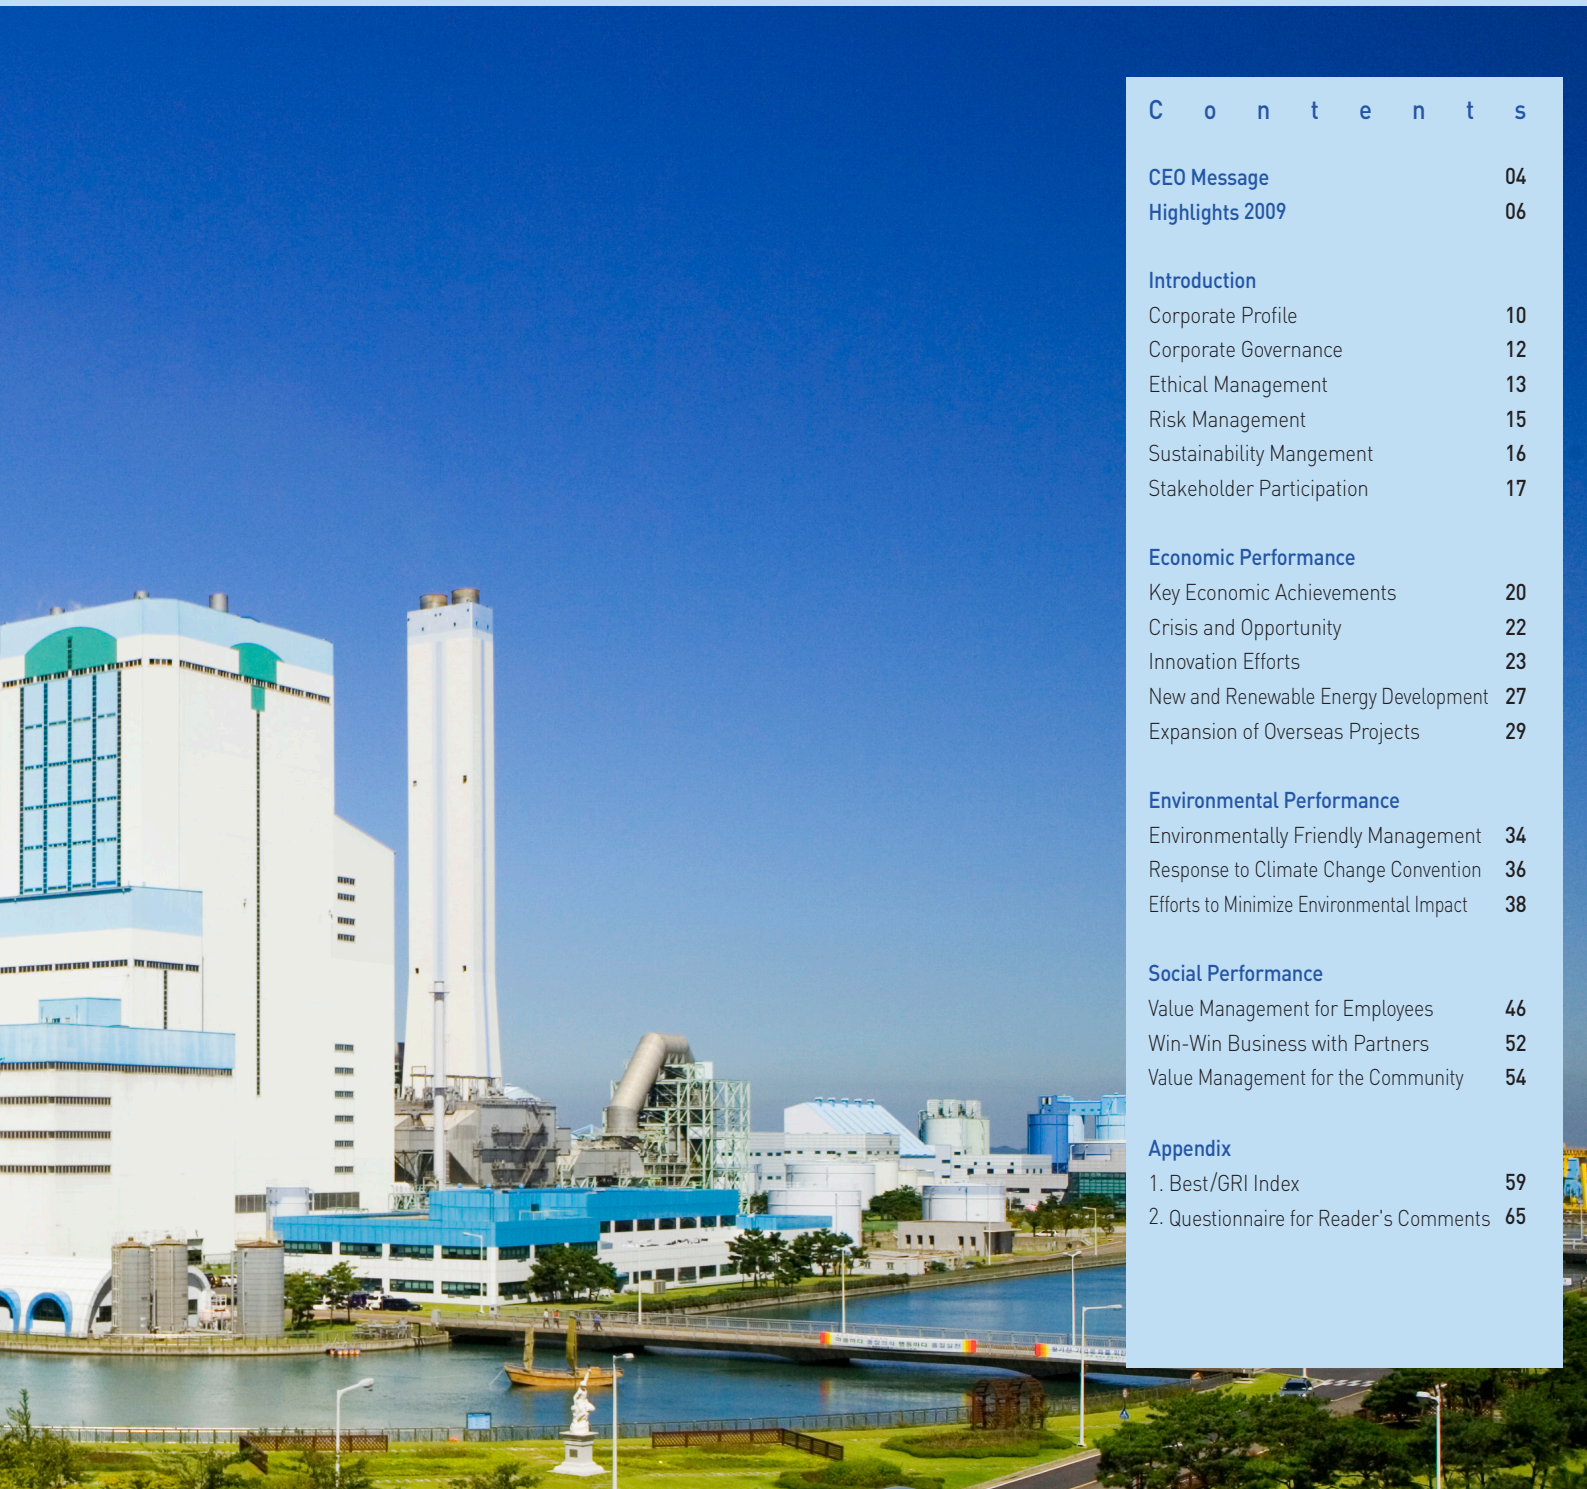 Contents
CEO Message 04
Highlights 2009 06
Introduction
Corporate Profile 10
Corporate Governance 12
Ethical Management 13
Risk Management 15
Sustainability Mangement 16
Stakeholder Participation 17
Economic Performance
Key Economic Achievements 20
Crisis and Opportunity 22
Innovation Efforts 23
New and Renewable Energy Development 27
Expansion of Overseas Projects 29
Environmental Performance
Environmentally Friendly Management 34
Response to Climate Change Convention 36
Efforts to Minimize Environmental Impact 38
Social Performance
Value Management for Employees 46
Win-Win Business with Partners 52
Value Management for the Community 54
Appendix
1. Best/GRI Index 59
2. Questionnaire for Reader's Comments 65